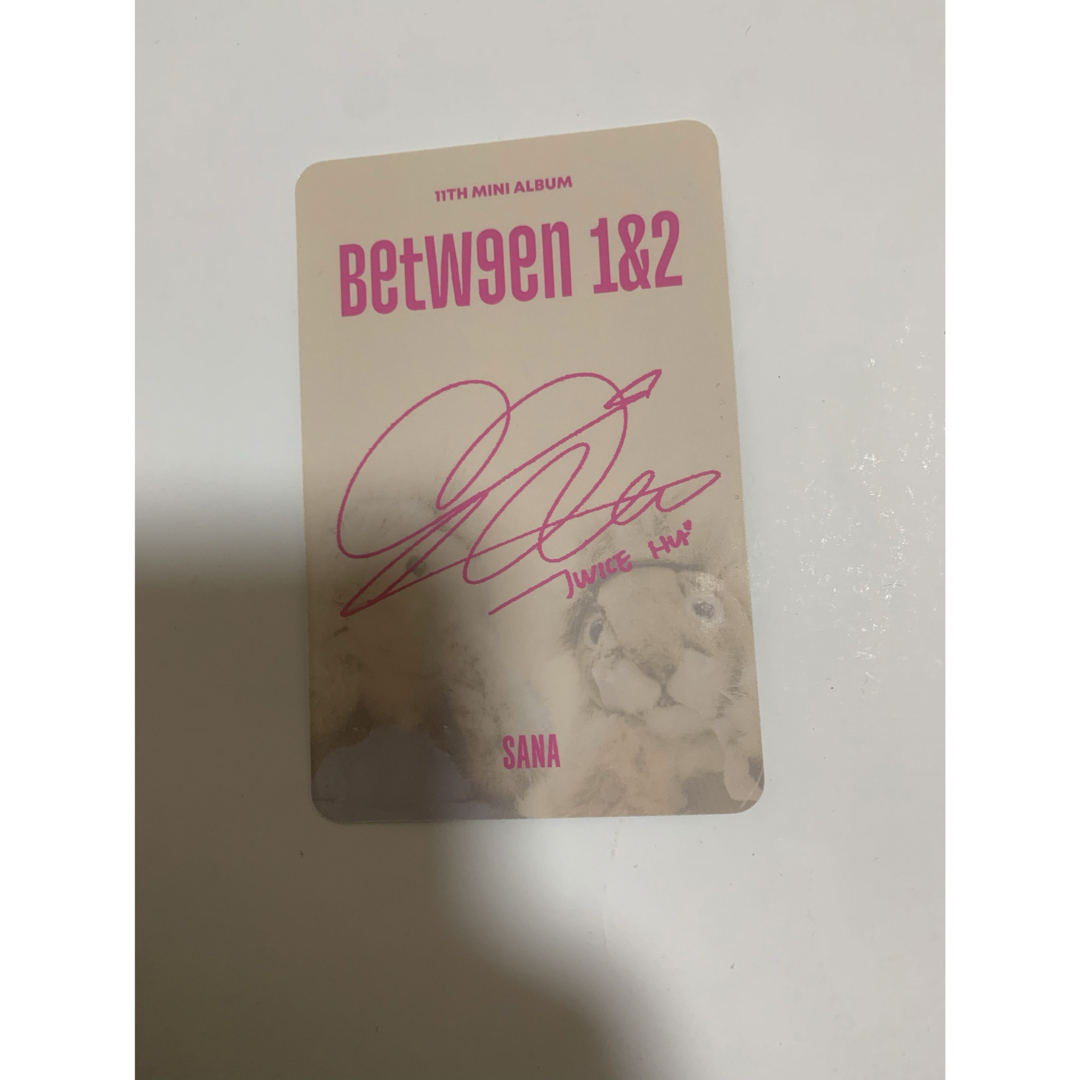 11TH MINI ALBUM
BETW9EN 1&2
TWICE
SANA